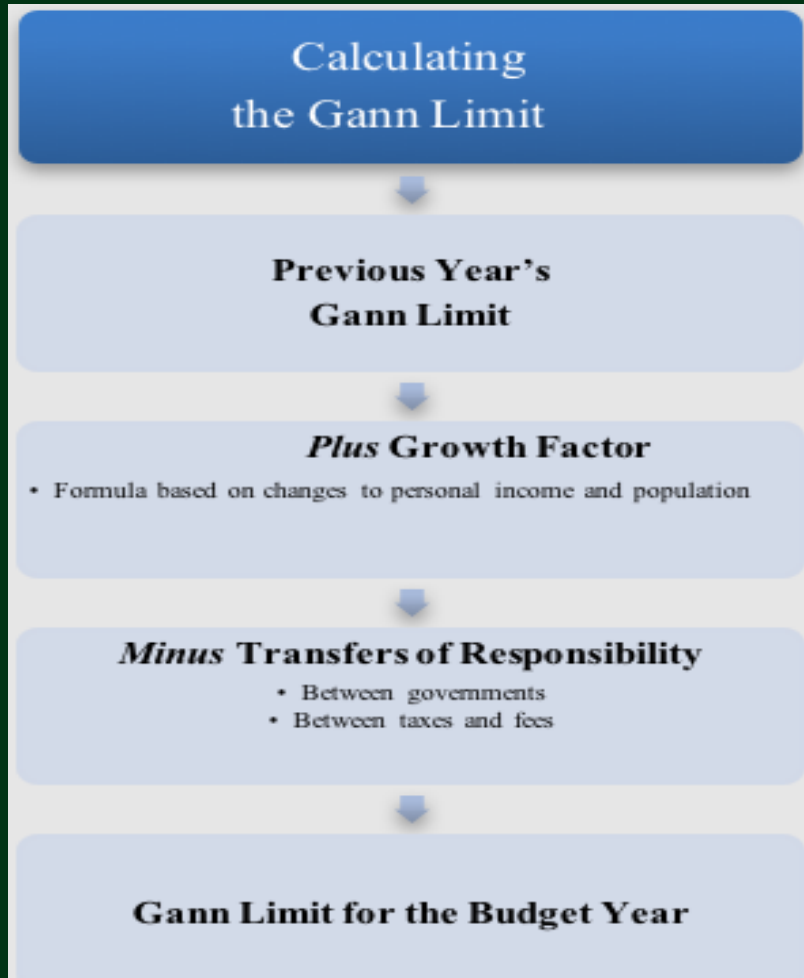 Calculating
the Gann Limit
Previous Year’s
Gann Limit
Plus Growth Factor
• Formula based on changes to personal income and population
Minus Transfers of Responsibility
• Between governments
• Between taxes and fees
Gann Limit for the Budget Year